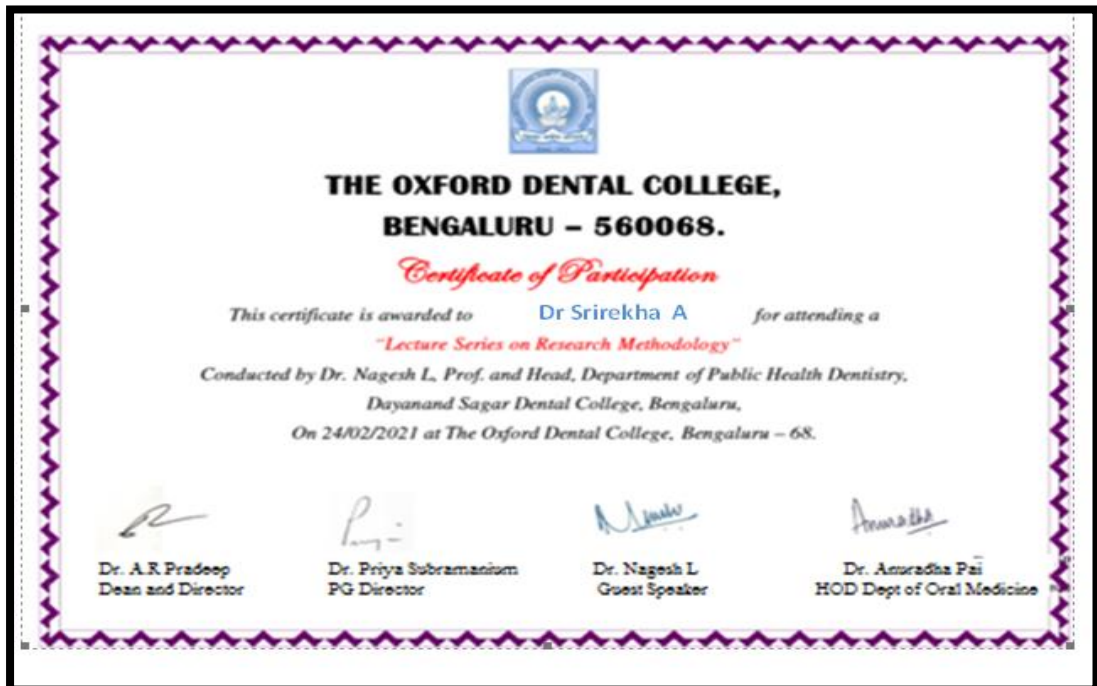 THE OXFORD DENTAL COLLEGE,
BENGALURU – 560068.
Certificate of Participation
This certificate is awarded to Dr Srirekha A for attending a
"Lecture Series on Research Methodology"
Conducted by Dr. Nagesh L, Prof. and Head, Department of Public Health Dentistry,
Dayanand Sagar Dental College, Bengaluru,
On 24/02/2021 at The Oxford Dental College, Bengaluru – 68.
Anuradha
Dr. A.R Pradeep Dr. Priya Subramanium Dr. Nagesh L Dr. Anuradha Pai
Dean and Director PG Director Guest Speaker HOD Dept of Oral Medicine